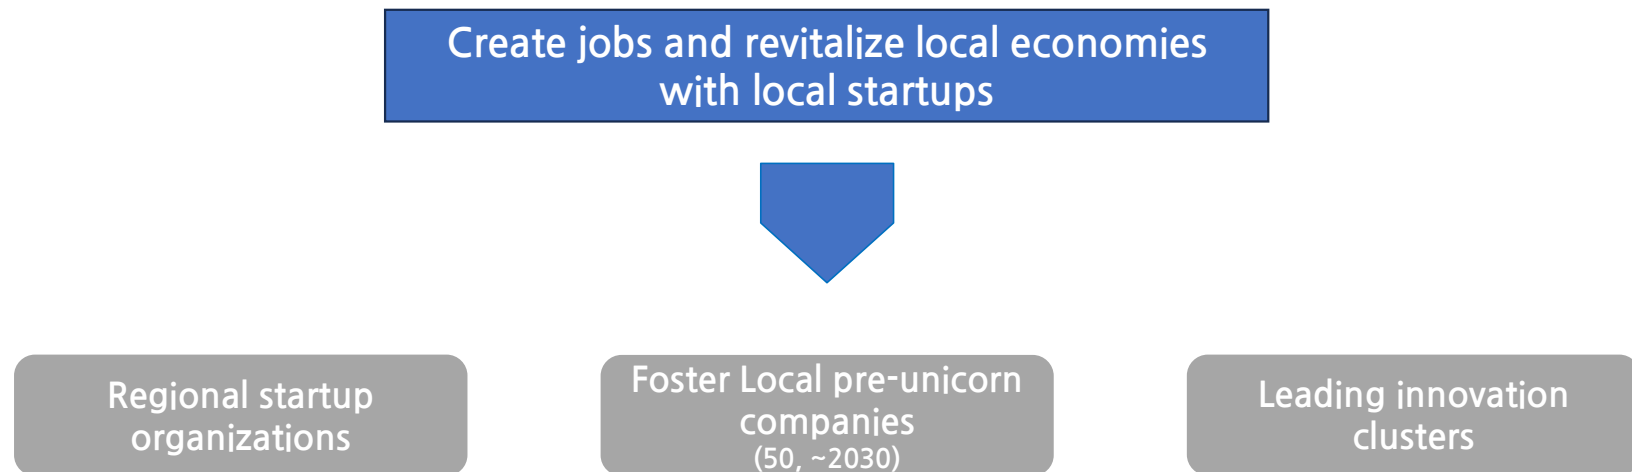 Create jobs and revitalize local economies
with local startups
Regional startup
organizations
Foster Local pre-unicorn
companies
(50, ~2030)
Leading innovation
clusters